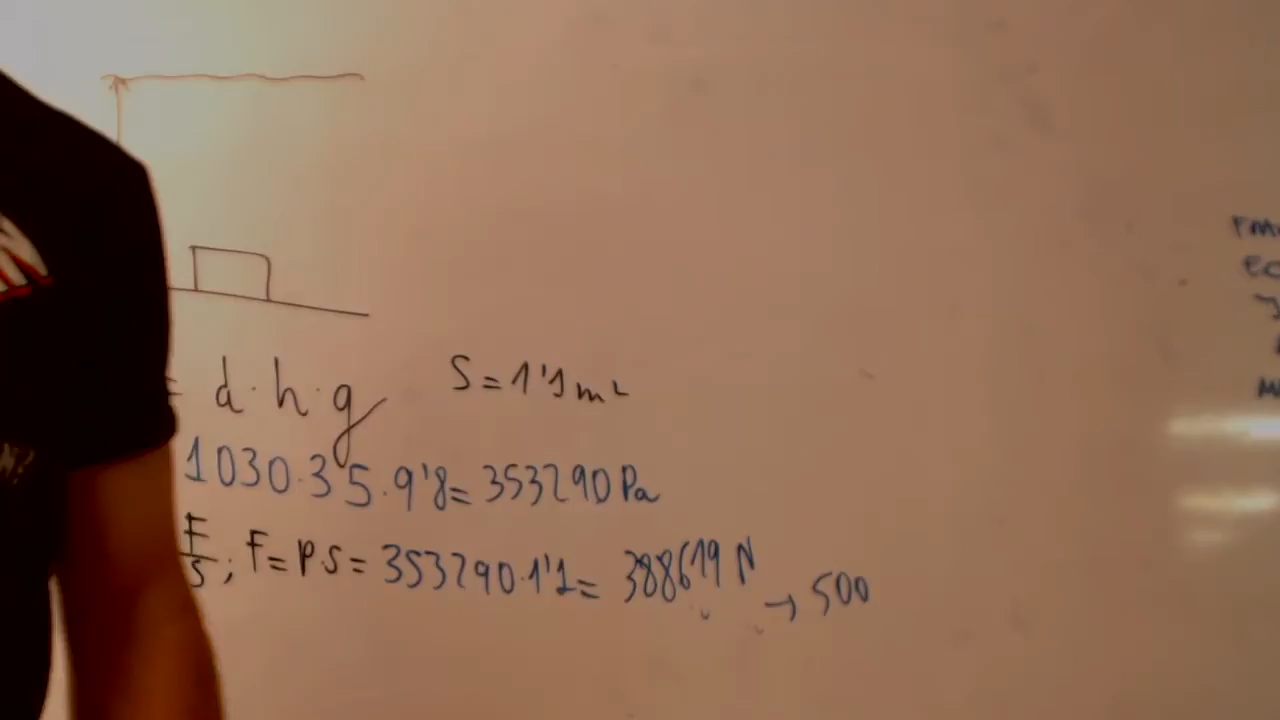 = d·h·g S = 1'1 m²
1030·35·9'8 = 353290 Pa
F/S ; F = P·S = 353290·1'1 = 388619 N → 500